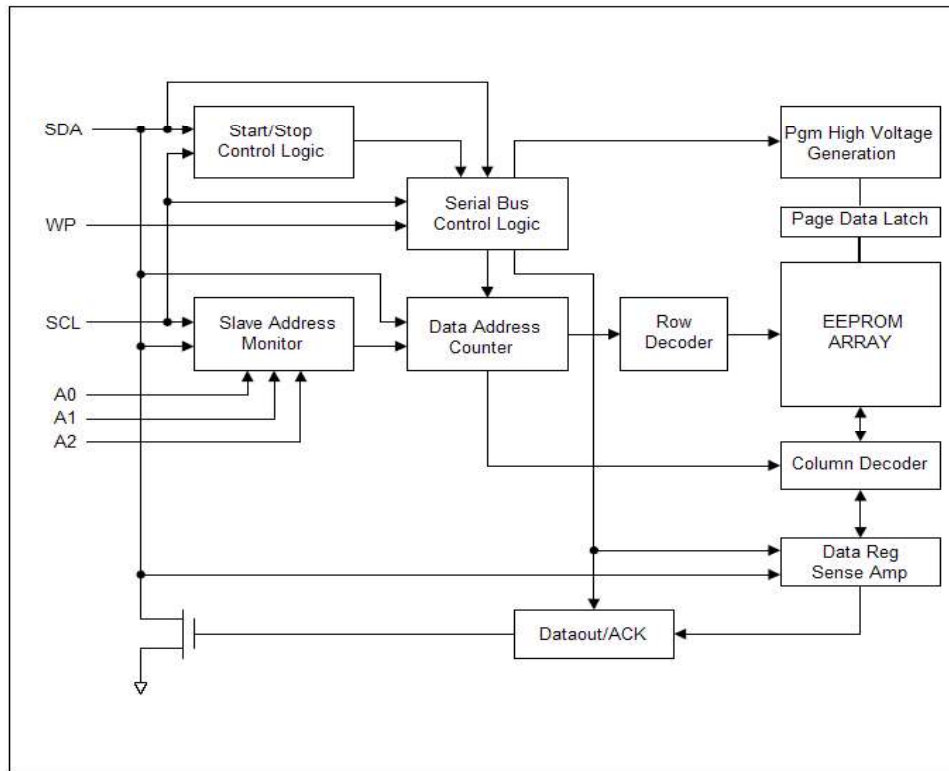 SDA
Start/Stop
Control Logic
Pgm High Voltage
Generation
WP
Serial Bus
Control Logic
Page Data Latch
SCL
Slave Address
Monitor
Data Address
Counter
Row
Decoder
EEPROM
ARRAY
A0
A1
A2
Column Decoder
Data Reg
Sense Amp
Dataout/ACK